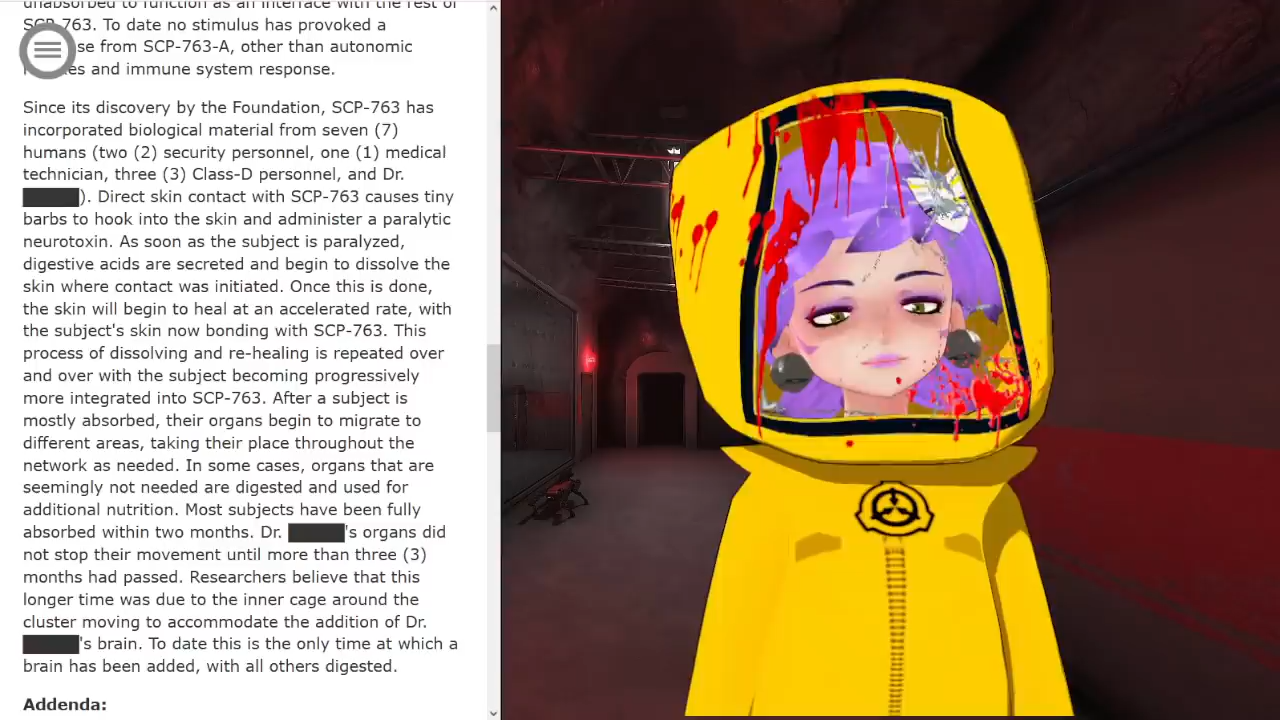 unabsorbed to function as an interface with the rest of
SCP-763. To date no stimulus has provoked a
se from SCP-763-A, other than autonomic
and immune system response.
Since its discovery by the Foundation, SCP-763 has
incorporated biological material from seven (7)
humans (two (2) security personnel, one (1) medical
technician, three (3) Class-D personnel, and Dr.
). Direct skin contact with SCP-763 causes tiny
barbs to hook into the skin and administer a paralytic
neurotoxin. As soon as the subject is paralyzed,
digestive acids are secreted and begin to dissolve the
skin where contact was initiated. Once this is done,
the skin will begin to heal at an accelerated rate, with
the subject's skin now bonding with SCP-763. This
process of dissolving and re-healing is repeated over
and over with the subject becoming progressively
more integrated into SCP-763. After a subject is
mostly absorbed, their organs begin to migrate to
different areas, taking their place throughout the
network as needed. In some cases, organs that are
seemingly not needed are digested and used for
additional nutrition. Most subjects have been fully
absorbed within two months. Dr. █████'s organs did
not stop their movement until more than three (3)
months had passed. Researchers believe that this
longer time was due to the inner cage around the
cluster moving to accommodate the addition of Dr.
█████'s brain. To date this is the only time at which a
brain has been added, with all others digested.
Addenda: